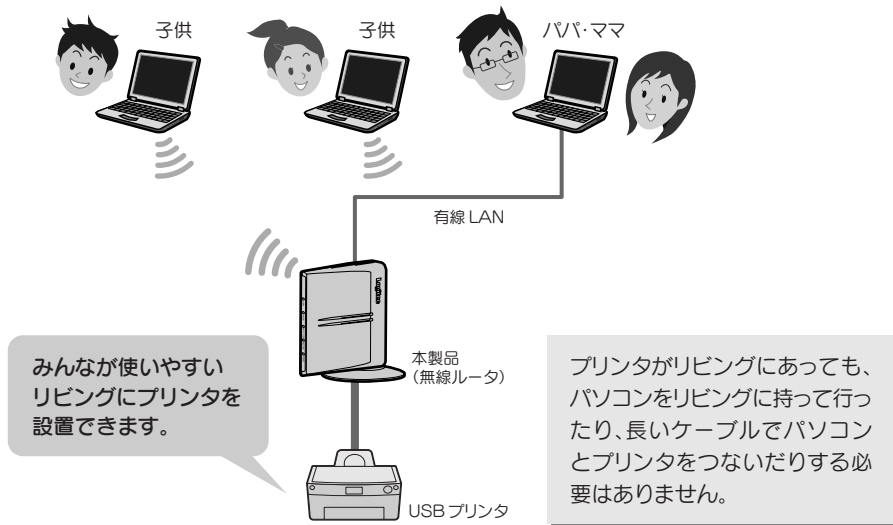 子供
子供
パパ・ママ
有線 LAN
Logitec
本製品
（無線ルータ）
みんなが使いやすい
リビングにプリンタを
設置できます。
プリンタがリビングにあっても、
パソコンをリビングに持って行っ
たり、長いケーブルでパソコン
とプリンタをつないだりする必
要はありません。
USB プリンタ